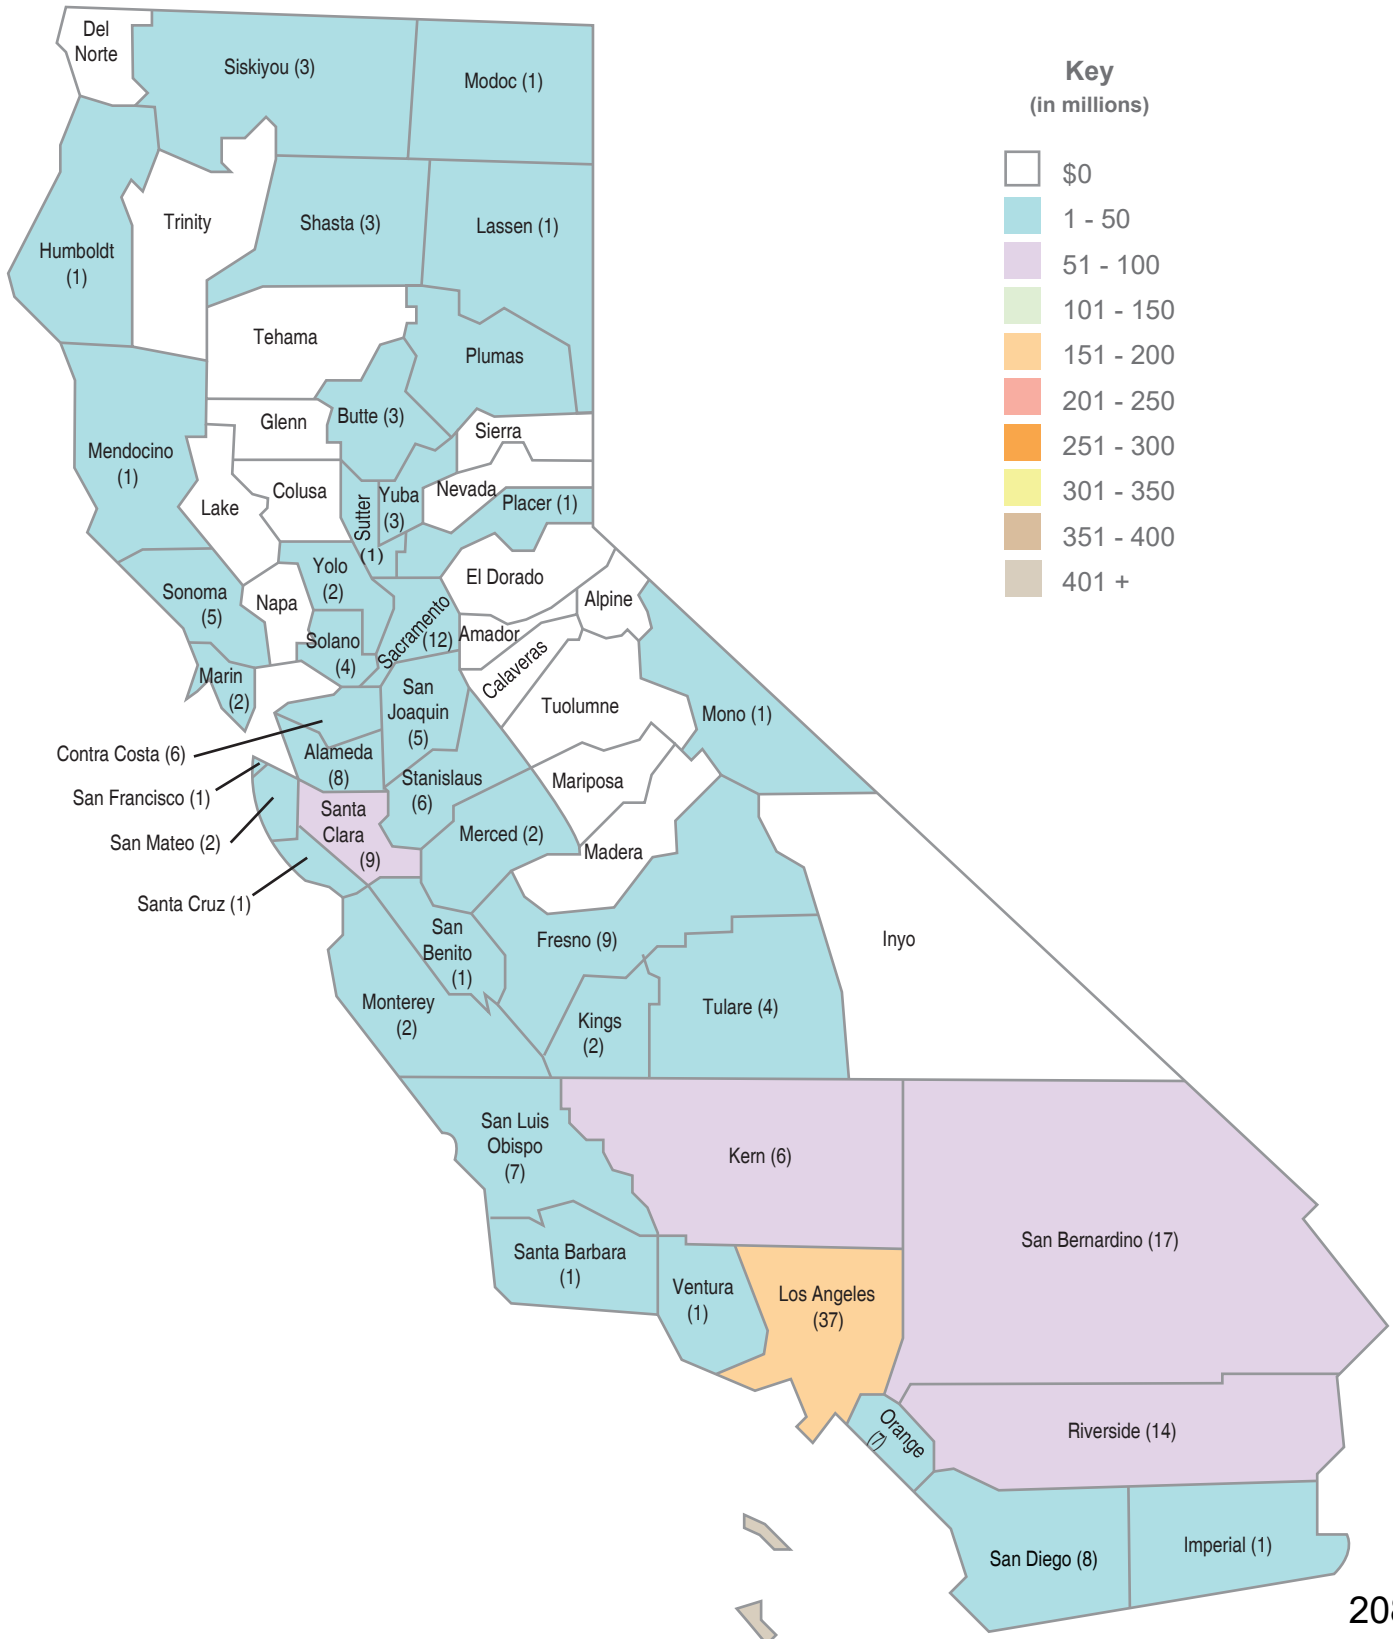 Del
Norte
Siskiyou (3)
Modoc (1)
Key
(in millions)
$0
1 - 50
51 - 100
101 - 150
151 - 200
201 - 250
251 - 300
301 - 350
351 - 400
401 +
Humboldt
(1)
Trinity
Shasta (3)
Lassen (1)
Tehama
Plumas
Mendocino
(1)
Glenn
Butte (3)
Sierra
Lake
Colusa
Sutter
(1)
Yuba
(3)
Nevada
Placer (1)
Sonoma
(5)
Napa
Yolo
(2)
El Dorado
Alpine
Solano
(4)
Sacramento
(12)
Amador
Calaveras
Marin
(2)
San
Joaquin
(5)
Tuolumne
Mono (1)
Contra Costa (6)
Alameda
(8)
Stanislaus
(6)
Mariposa
San Francisco (1)
Santa
Clara
(9)
San Mateo (2)
Merced (2)
Madera
Santa Cruz (1)
San
Benito
(1)
Fresno (9)
Inyo
Monterey
(2)
Kings
(2)
Tulare (4)
San Luis
Obispo
(7)
Kern (6)
San Bernardino (17)
Santa Barbara
(1)
Ventura
(1)
Los Angeles
(37)
Orange
(7)
Riverside (14)
San Diego (8)
Imperial (1)
208